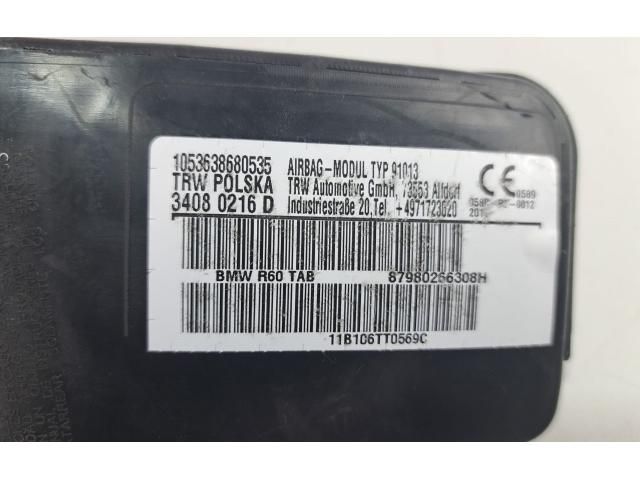 1053638680535 AIRBAG-MODUL TYP 91013
TRW POLSKA TRW Automotive GmbH, 73553 Alfdorf
3408 0216 D Industriestraße 20, Tel. +4971723020
0589
BMW R60 TAB 87980266308H
11B106TT0569C